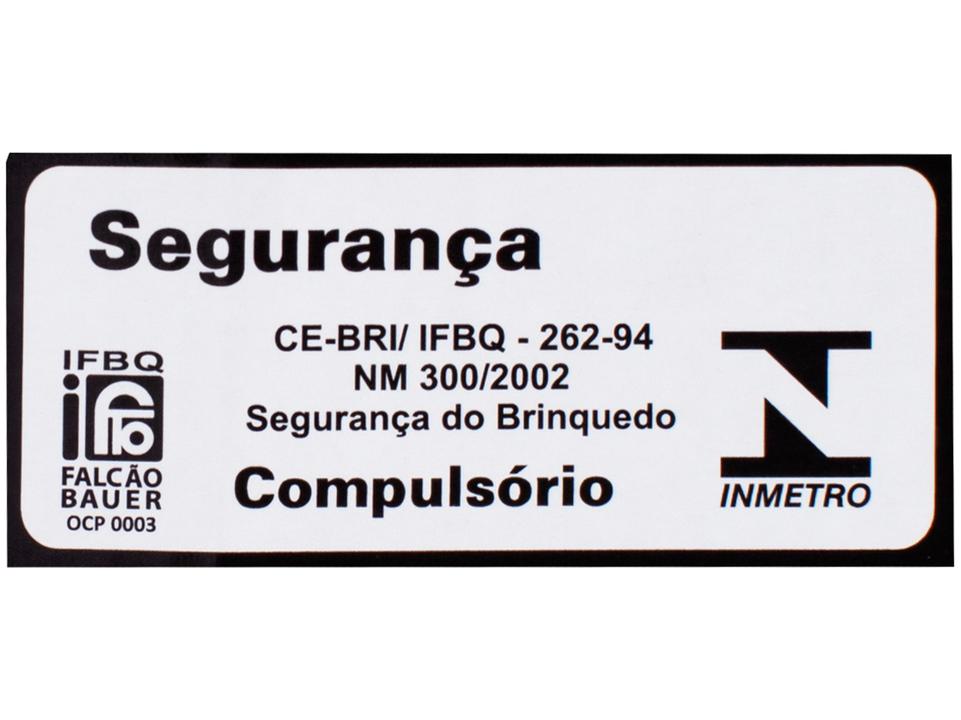 Segurança
CE-BRI/ IFBQ - 262-94
NM 300/2002
Segurança do Brinquedo
Compulsório
IFBQ
FALCÃO
BAUER
OCP 0003
INMETRO